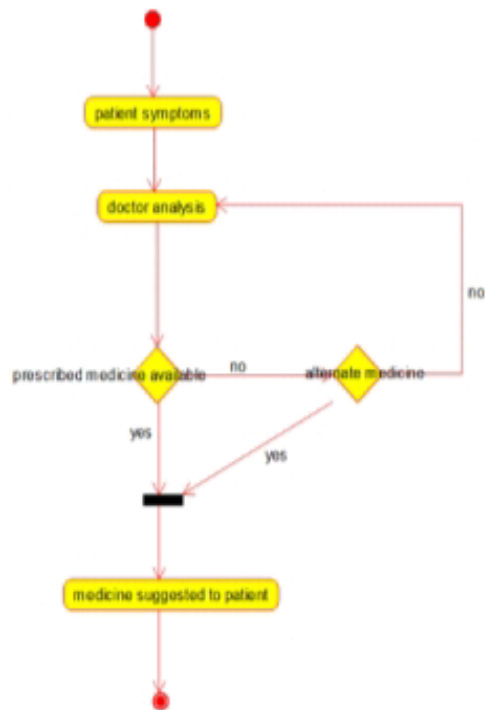 patient symptoms
doctor analysis
no
prescribed medicine available
no
alternate medicine
yes
yes
medicine suggested to patient